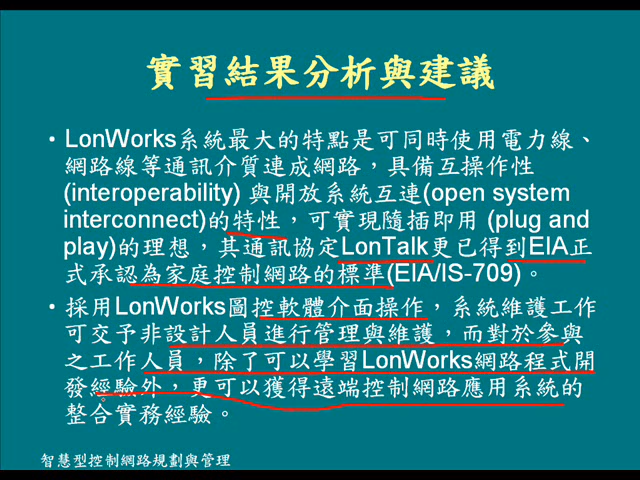 實習結果分析與建議
• LonWorks系統最大的特點是可同時使用電力線、
網路線等通訊介質連成網路，具備互操作性
(interoperability) 與開放系統互連(open system
interconnect)的特性，可實現隨插即用 (plug and
play)的理想，其通訊協定LonTalk更已得到EIA正
式承認為家庭控制網路的標準(EIA/IS-709)。
• 採用LonWorks圖控軟體介面操作，系統維護工作
可交予非設計人員進行管理與維護，而對於參與
之工作人員，除了可以學習LonWorks網路程式開
發經驗外，更可以獲得遠端控制網路應用系統的
整合實務經驗。
智慧型控制網路規劃與管理